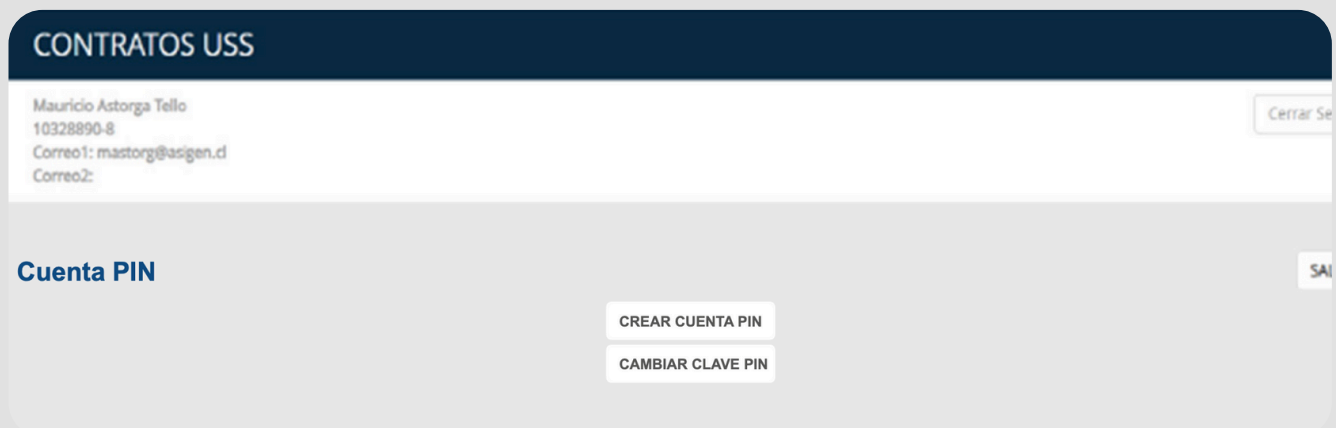 CONTRATOS USS
Mauricio Astorga Tello
10328890-8
Cerrar Se
Correo1: mastorg@asigen.cl
Correo2:
Cuenta PIN
SAL
CREAR CUENTA PIN
CAMBIAR CLAVE PIN